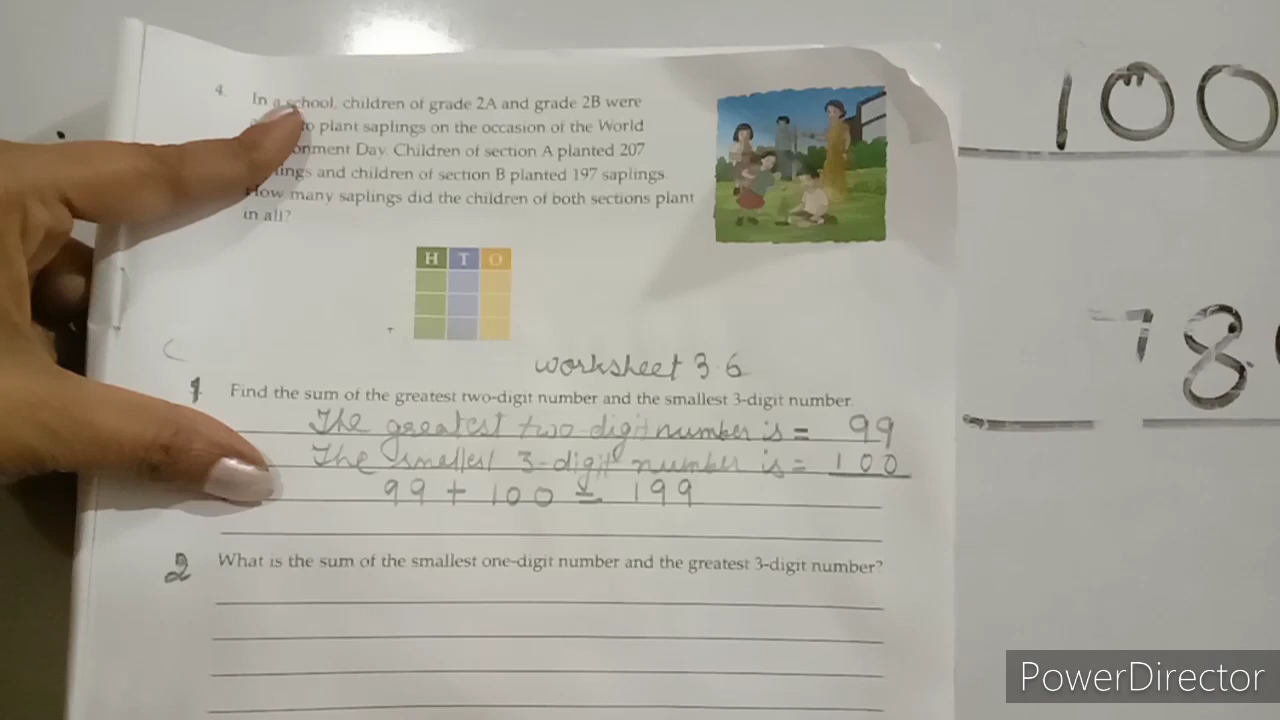 4.
In a school, children of grade 2A and grade 2B were
to plant saplings on the occasion of the World
onment Day. Children of section A planted 207
lings and children of section B planted 197 saplings.
How many saplings did the children of both sections plant
in all?
H T O
+
worksheet 3.6
1 Find the sum of the greatest two-digit number and the smallest 3-digit number.
The greatest two digit number is = 99
The smallest 3-digit number is = 100
99 + 100 = 199
2 What is the sum of the smallest one-digit number and the greatest 3-digit number?
100
78
PowerDirector